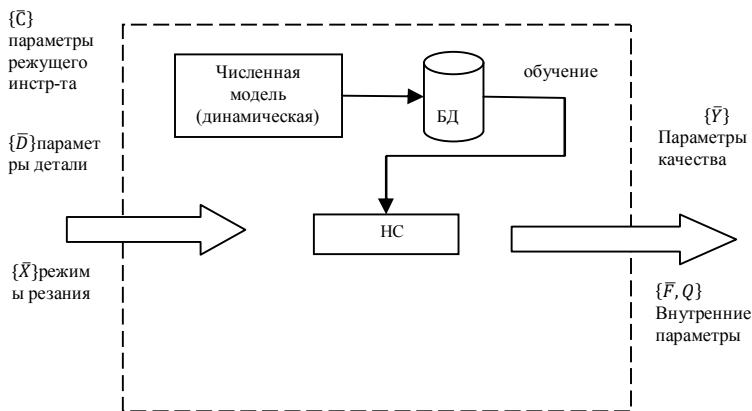 {C̅}
параметры
режущего
инстр-та
{D̅}парамет
ры детали
{X̅}режим
ы резания
Численная
модель
(динамическая)
БД
обучение
НС
{Y̅}
Параметры
качества
{F̅, Q}
Внутренние
параметры